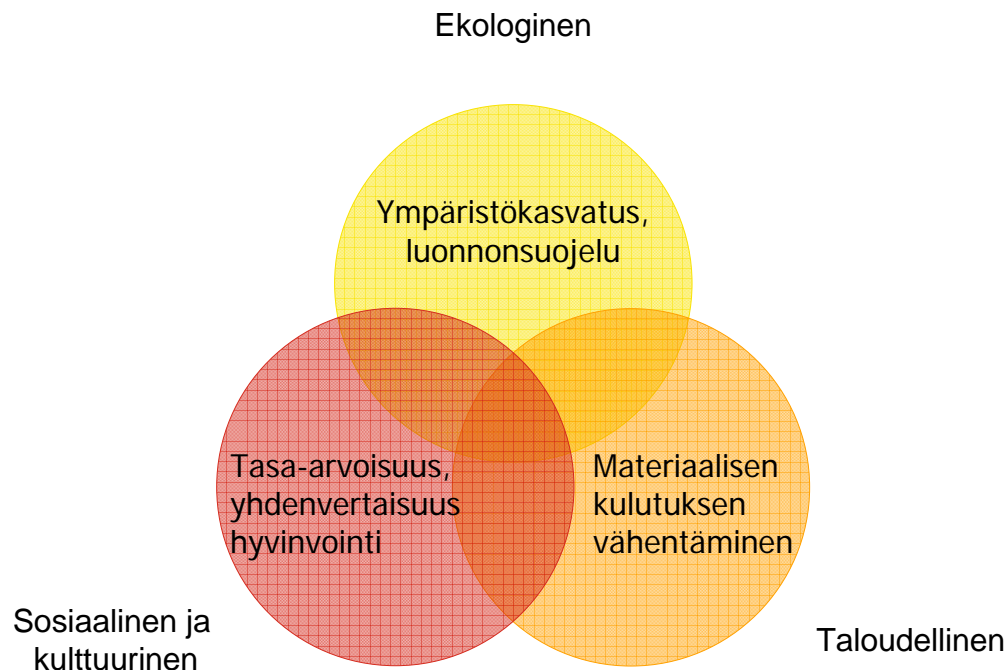 Ekologinen
Ympäristökasvatus,
luonnonsuojelu
Tasa-arvoisuus,
yhdenvertaisuus
hyvinvointi
Materiaalisen
kulutuksen
vähentäminen
Sosiaalinen ja
kulttuurinen
Taloudellinen